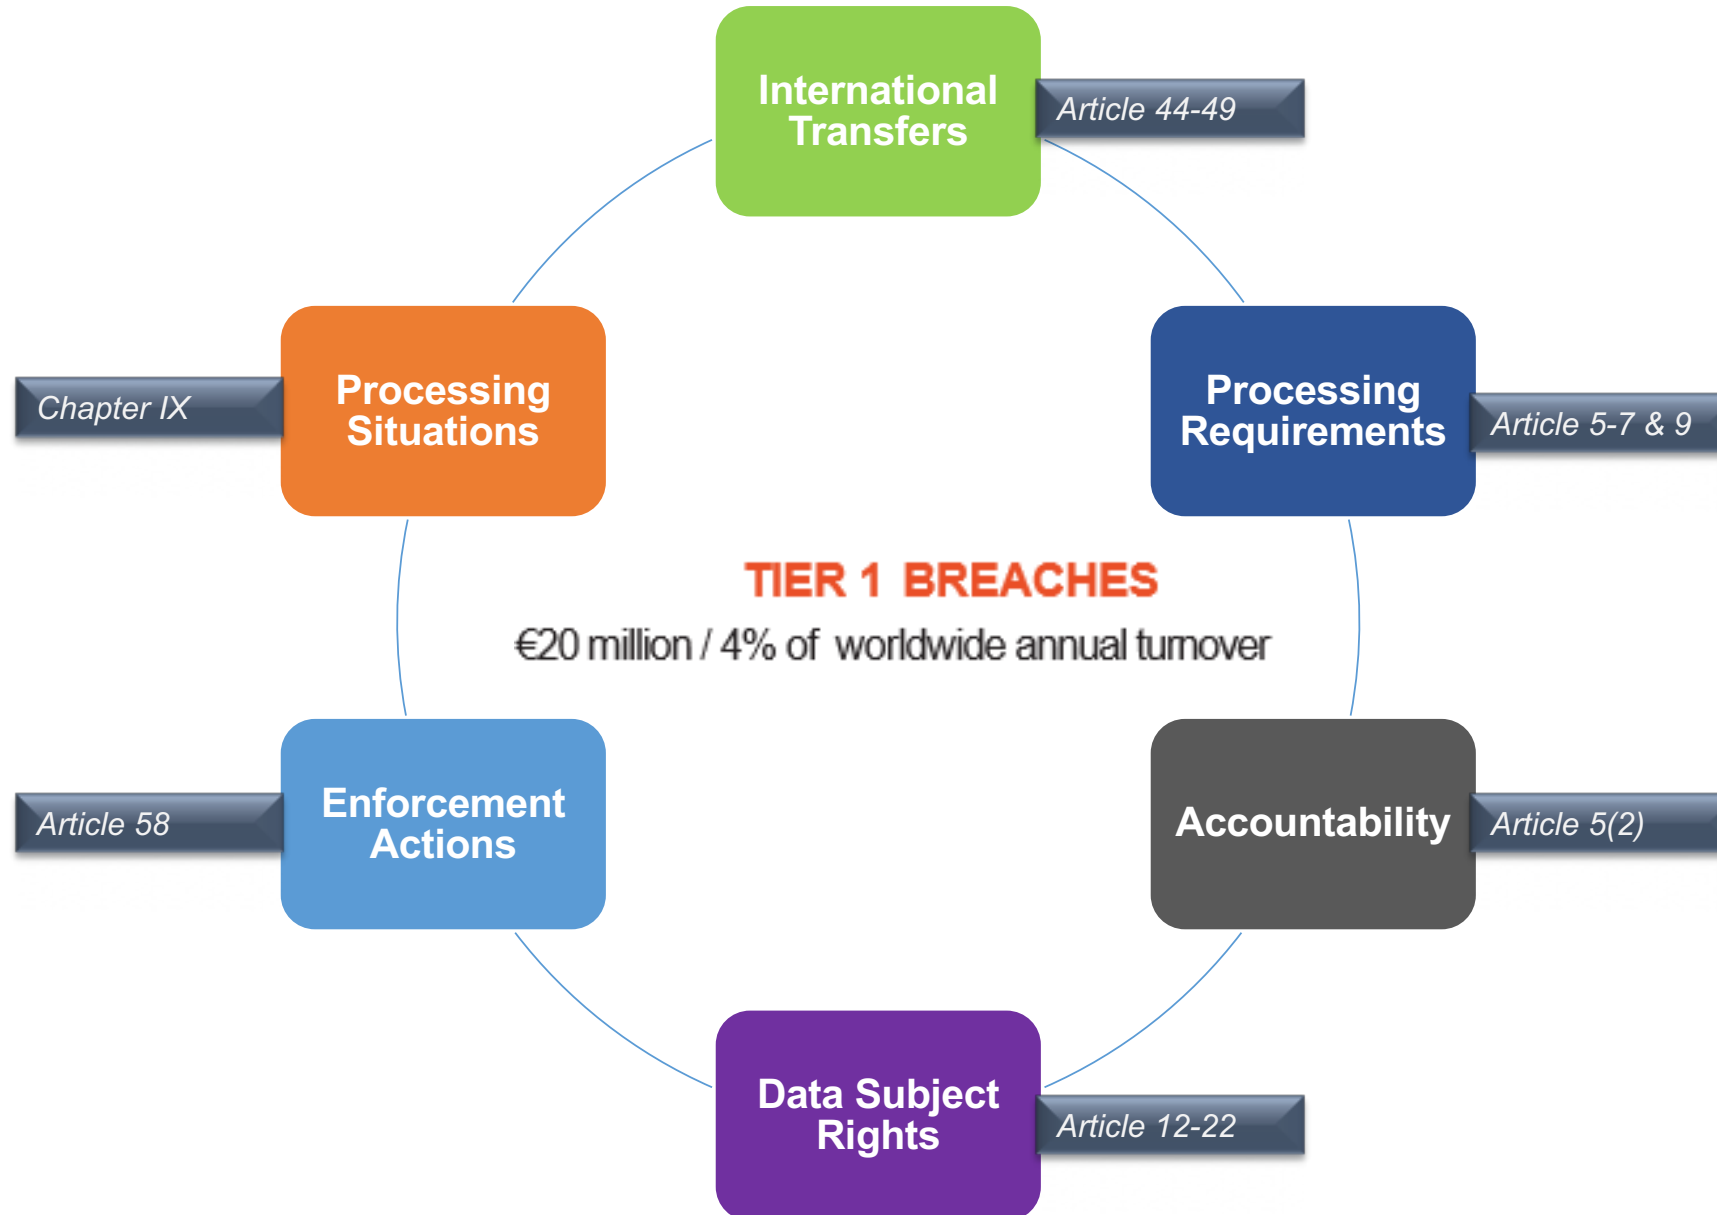 International
Transfers
Article 44-49
Processing
Situations
Chapter IX
Processing
Requirements
Article 5-7 & 9
TIER 1 BREACHES
€20 million / 4% of worldwide annual turnover
Enforcement
Actions
Article 58
Accountability
Article 5(2)
Data Subject
Rights
Article 12-22